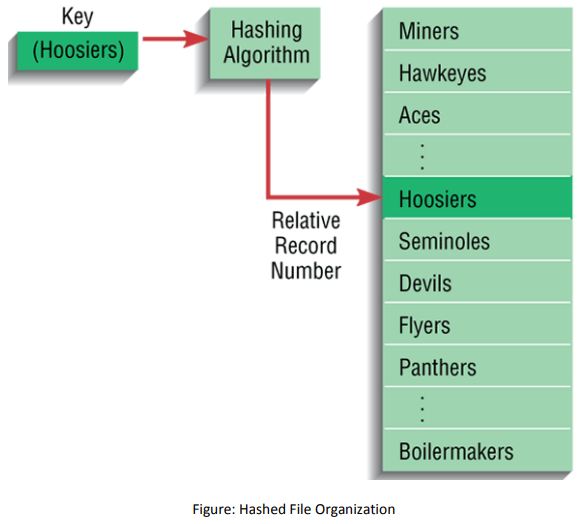 Key
(Hoosiers)
Hashing
Algorithm
Relative
Record
Number
Miners
Hawkeyes
Aces
⋮
Hoosiers
Seminoles
Devils
Flyers
Panthers
⋮
Boilermakers
Figure: Hashed File Organization